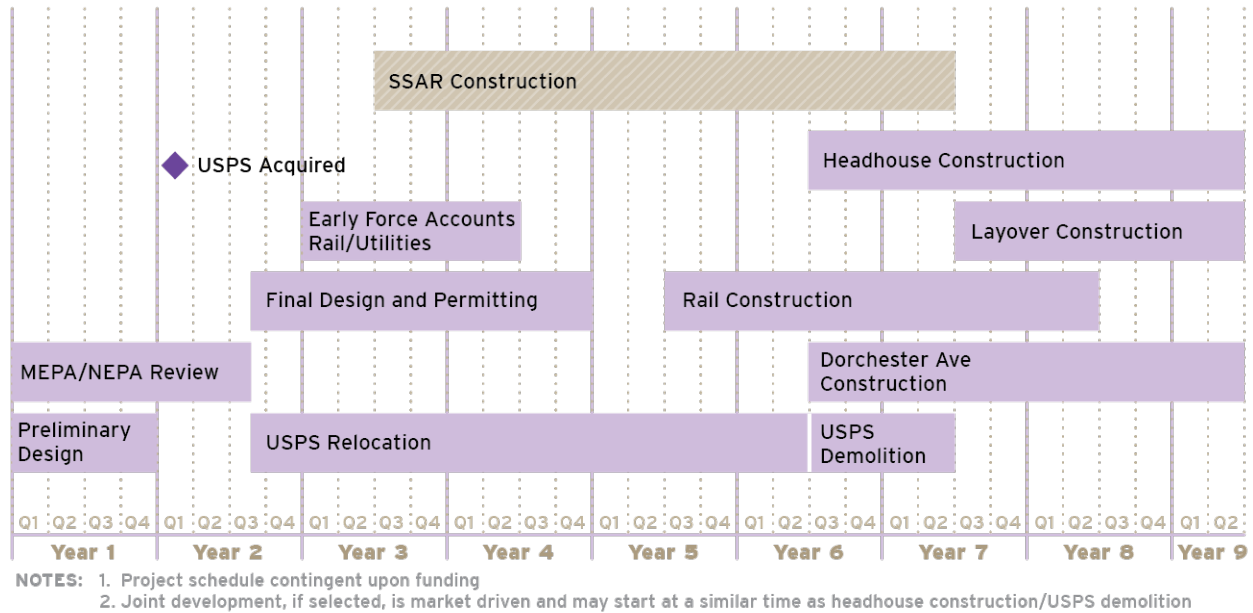 SSAR Construction
USPS Acquired
Headhouse Construction
Early Force Accounts
Rail/Utilities
Layover Construction
Final Design and Permitting
Rail Construction
MEPA/NEPA Review
Dorchester Ave
Construction
Preliminary
Design
USPS Relocation
USPS
Demolition
Q1 Q2 Q3 Q4 Q1 Q2 Q3 Q4 Q1 Q2 Q3 Q4 Q1 Q2 Q3 Q4 Q1 Q2 Q3 Q4 Q1 Q2 Q3 Q4 Q1 Q2 Q3 Q4 Q1 Q2 Q3 Q4 Q1 Q2
Year 1 Year 2 Year 3 Year 4 Year 5 Year 6 Year 7 Year 8 Year 9
NOTES: 1. Project schedule contingent upon funding
2. Joint development, if selected, is market driven and may start at a similar time as headhouse construction/USPS demolition